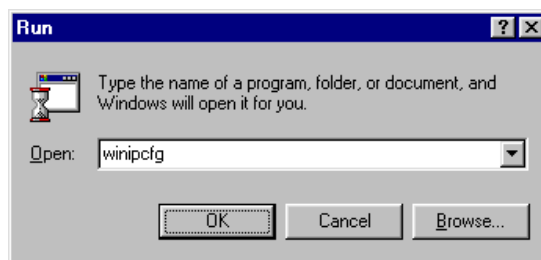 Run
Type the name of a program, folder, or document, and
Windows will open it for you.
Open: winipcfg
OK Cancel Browse...